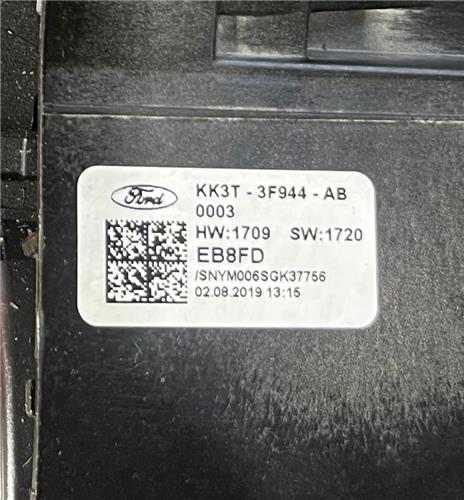 Ford
KK3T - 3F944 - AB
0003
HW:1709 SW:1720
EB8FD
/SNYM006SGK37756
02.08.2019 13:15